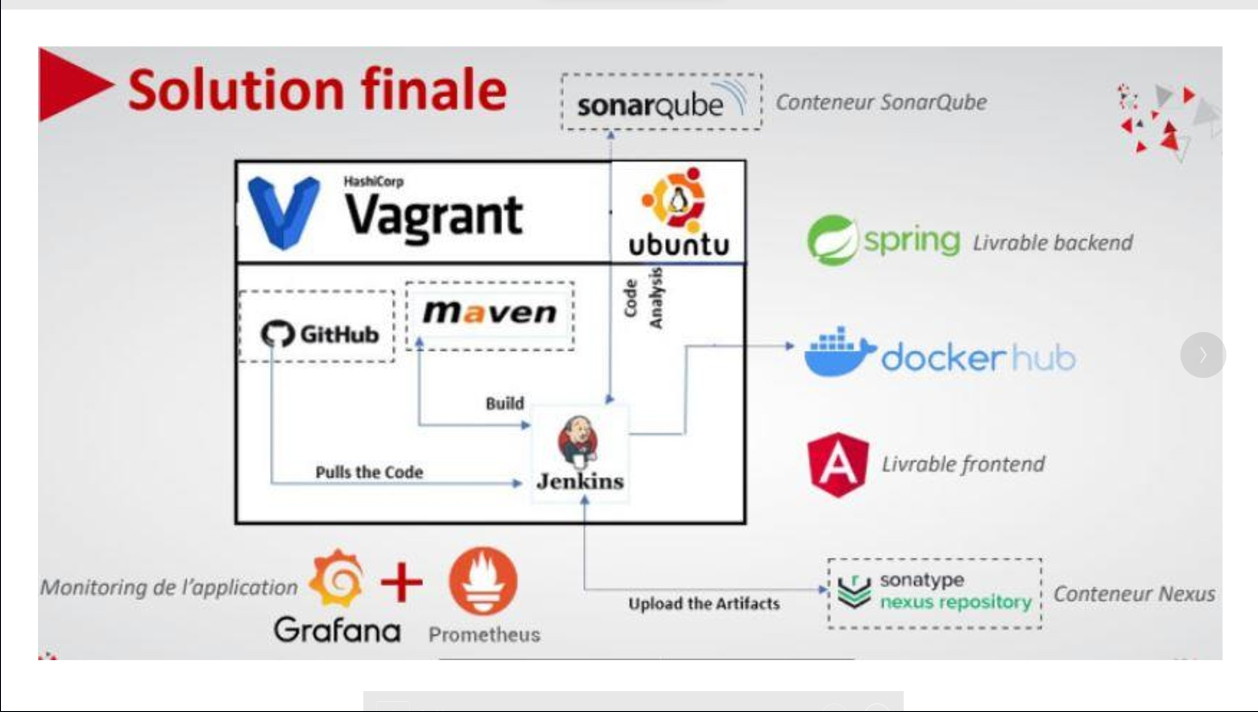 Solution finale
sonarqube
Conteneur SonarQube
HashiCorp
Vagrant
ubuntu
spring
Livrable backend
Code
Analysis
GitHub
maven
docker hub
Build
Jenkins
Pulls the Code
Livrable frontend
Monitoring de l'application
Grafana
Prometheus
Upload the Artifacts
sonatype
nexus repository
Conteneur Nexus